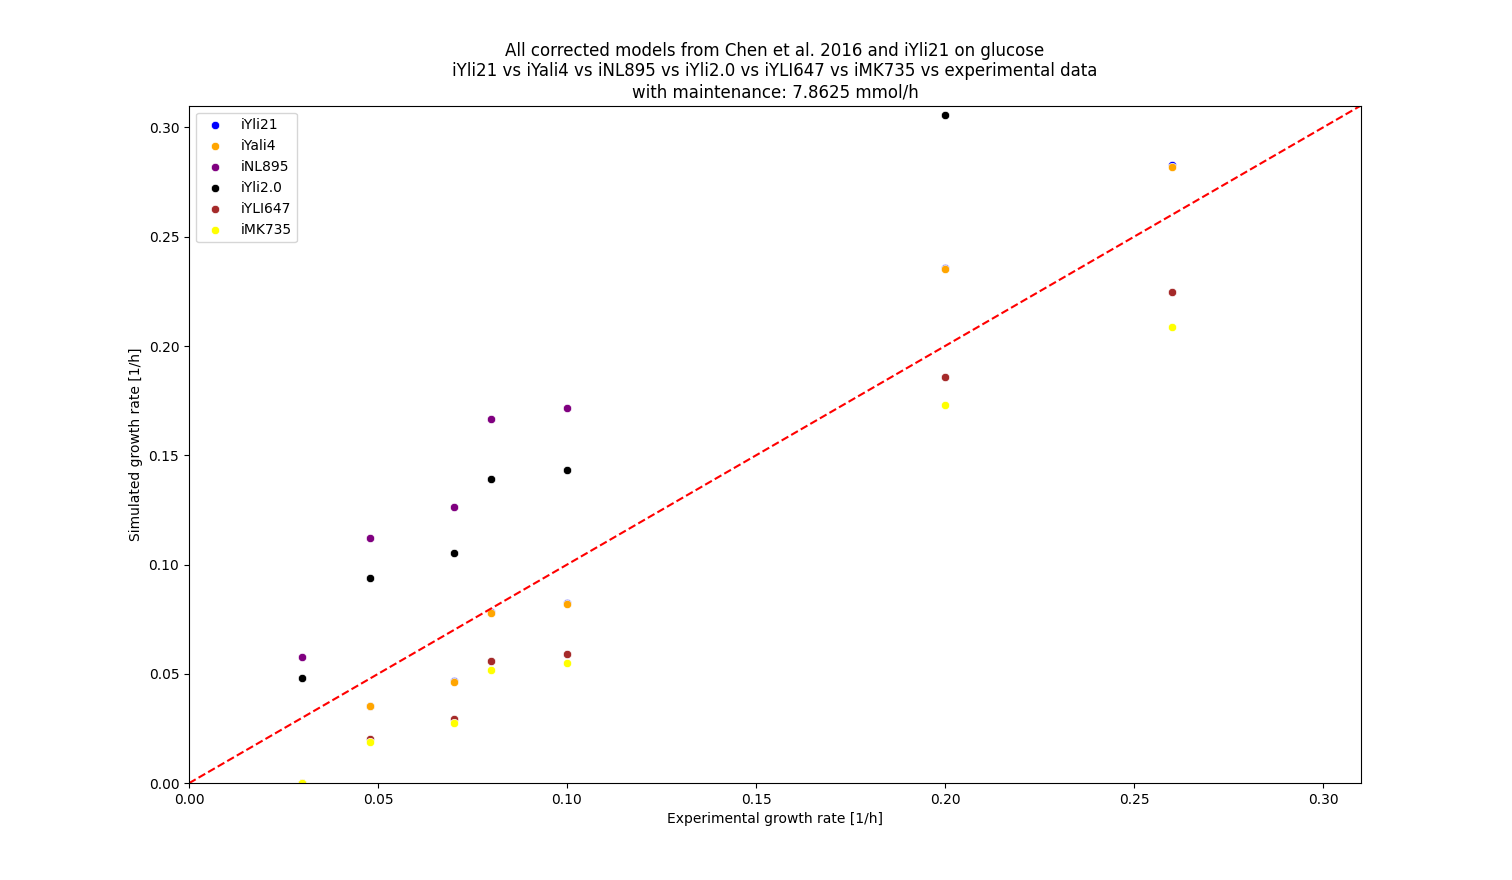 All corrected models from Chen et al. 2016 and iYli21 on glucose
iYli21 vs iYali4 vs iNL895 vs iYli2.0 vs iYLI647 vs iMK735 vs experimental data
with maintenance: 7.8625 mmol/h
iYli21
iYali4
iNL895
iYli2.0
iYLI647
iMK735
0.30
0.25
0.20
0.15
0.10
0.05
0.00
Simulated growth rate [1/h]
0.00 0.05 0.10 0.15 0.20 0.25 0.30
Experimental growth rate [1/h]